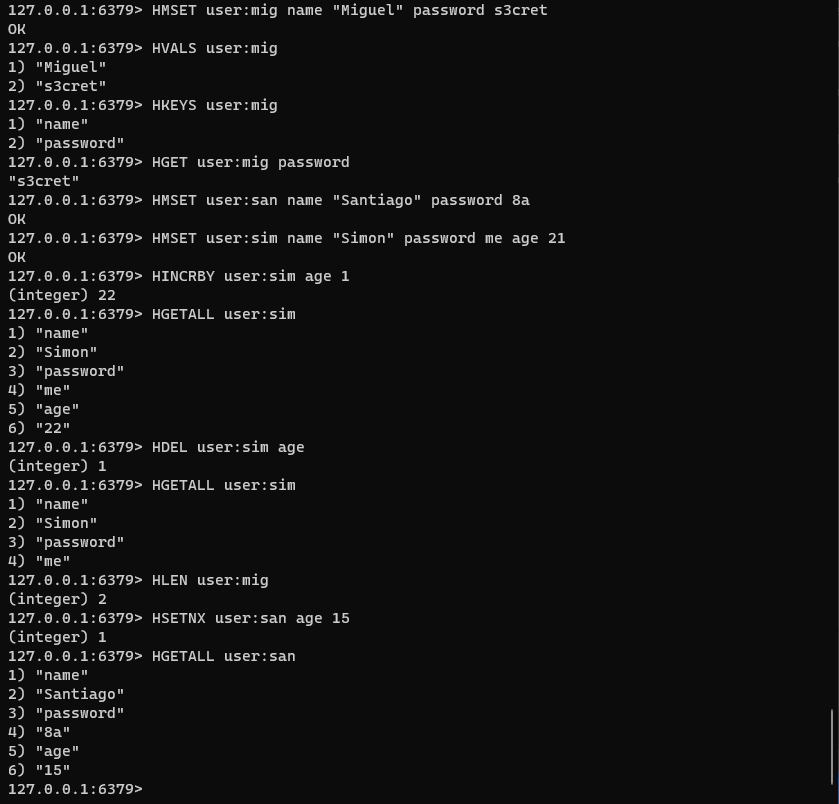 127.0.0.1:6379> HMSET user:mig name "Miguel" password s3cret
OK
127.0.0.1:6379> HVALS user:mig
1) "Miguel"
2) "s3cret"
127.0.0.1:6379> HKEYS user:mig
1) "name"
2) "password"
127.0.0.1:6379> HGET user:mig password
"s3cret"
127.0.0.1:6379> HMSET user:san name "Santiago" password 8a
OK
127.0.0.1:6379> HMSET user:sim name "Simon" password me age 21
OK
127.0.0.1:6379> HINCRBY user:sim age 1
(integer) 22
127.0.0.1:6379> HGETALL user:sim
1) "name"
2) "Simon"
3) "password"
4) "me"
5) "age"
6) "22"
127.0.0.1:6379> HDEL user:sim age
(integer) 1
127.0.0.1:6379> HGETALL user:sim
1) "name"
2) "Simon"
3) "password"
4) "me"
127.0.0.1:6379> HLEN user:mig
(integer) 2
127.0.0.1:6379> HSETNX user:san age 15
(integer) 1
127.0.0.1:6379> HGETALL user:san
1) "name"
2) "Santiago"
3) "password"
4) "8a"
5) "age"
6) "15"
127.0.0.1:6379>